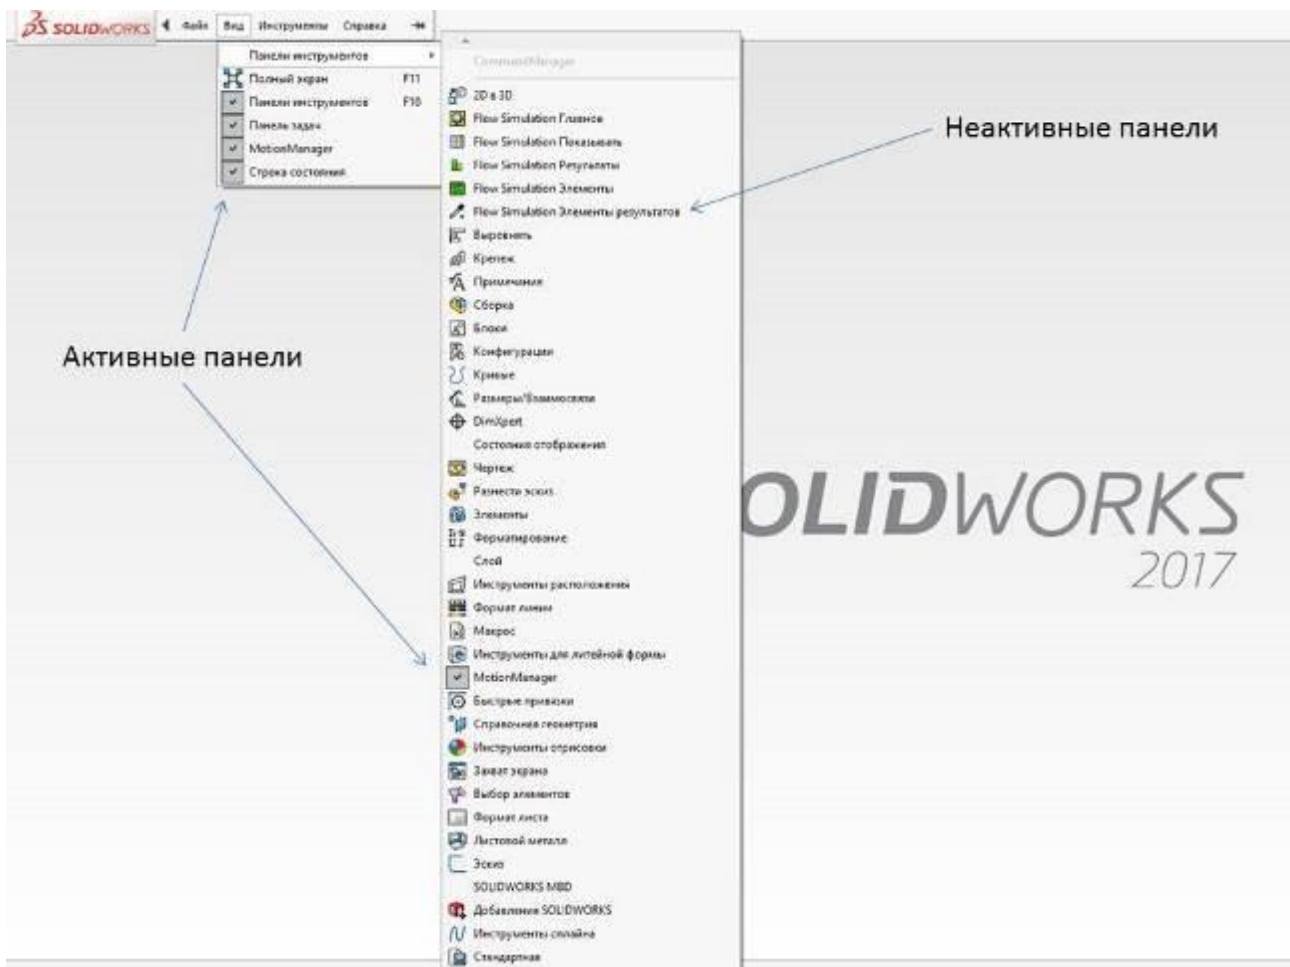 SOLIDWORKS Файл Вид Инструменты Справка
Панели инструментов
Полный экран F11
Панели инструментов F10
Панель задач
MotionManager
Строка состояния
CommandManager
2D в 3D
Flow Simulation Главное
Flow Simulation Показывать
Flow Simulation Результаты
Flow Simulation Элементы
Flow Simulation Элементы результатов
Выровнять
Крепеж
Примечания
Сборка
Блоки
Конфигурации
Кривые
Размеры/Взаимосвязи
DimXpert
Состояния отображения
Чертеж
Разнести эскиз
Элементы
Форматирование
Слой
Инструменты расположения
Формат линии
Макрос
Инструменты для литейной формы
MotionManager
Быстрые привязки
Справочная геометрия
Инструменты отрисовки
Захват экрана
Выбор элементов
Формат листа
Листовой металл
Эскиз
SOLIDWORKS MBD
Добавления SOLIDWORKS
Инструменты сплайна
Стандартная
Неактивные панели
Активные панели
OLIDWORKS
2017